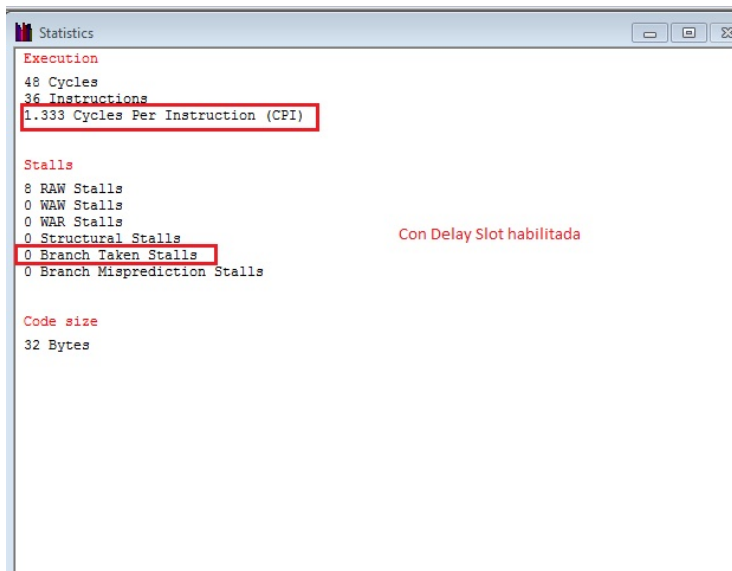 Statistics
Execution
48 Cycles
36 Instructions
1.333 Cycles Per Instruction (CPI)
Stalls
8 RAW Stalls
0 WAW Stalls
0 WAR Stalls
0 Structural Stalls
Con Delay Slot habilitada
0 Branch Taken Stalls
0 Branch Misprediction Stalls
Code size
32 Bytes